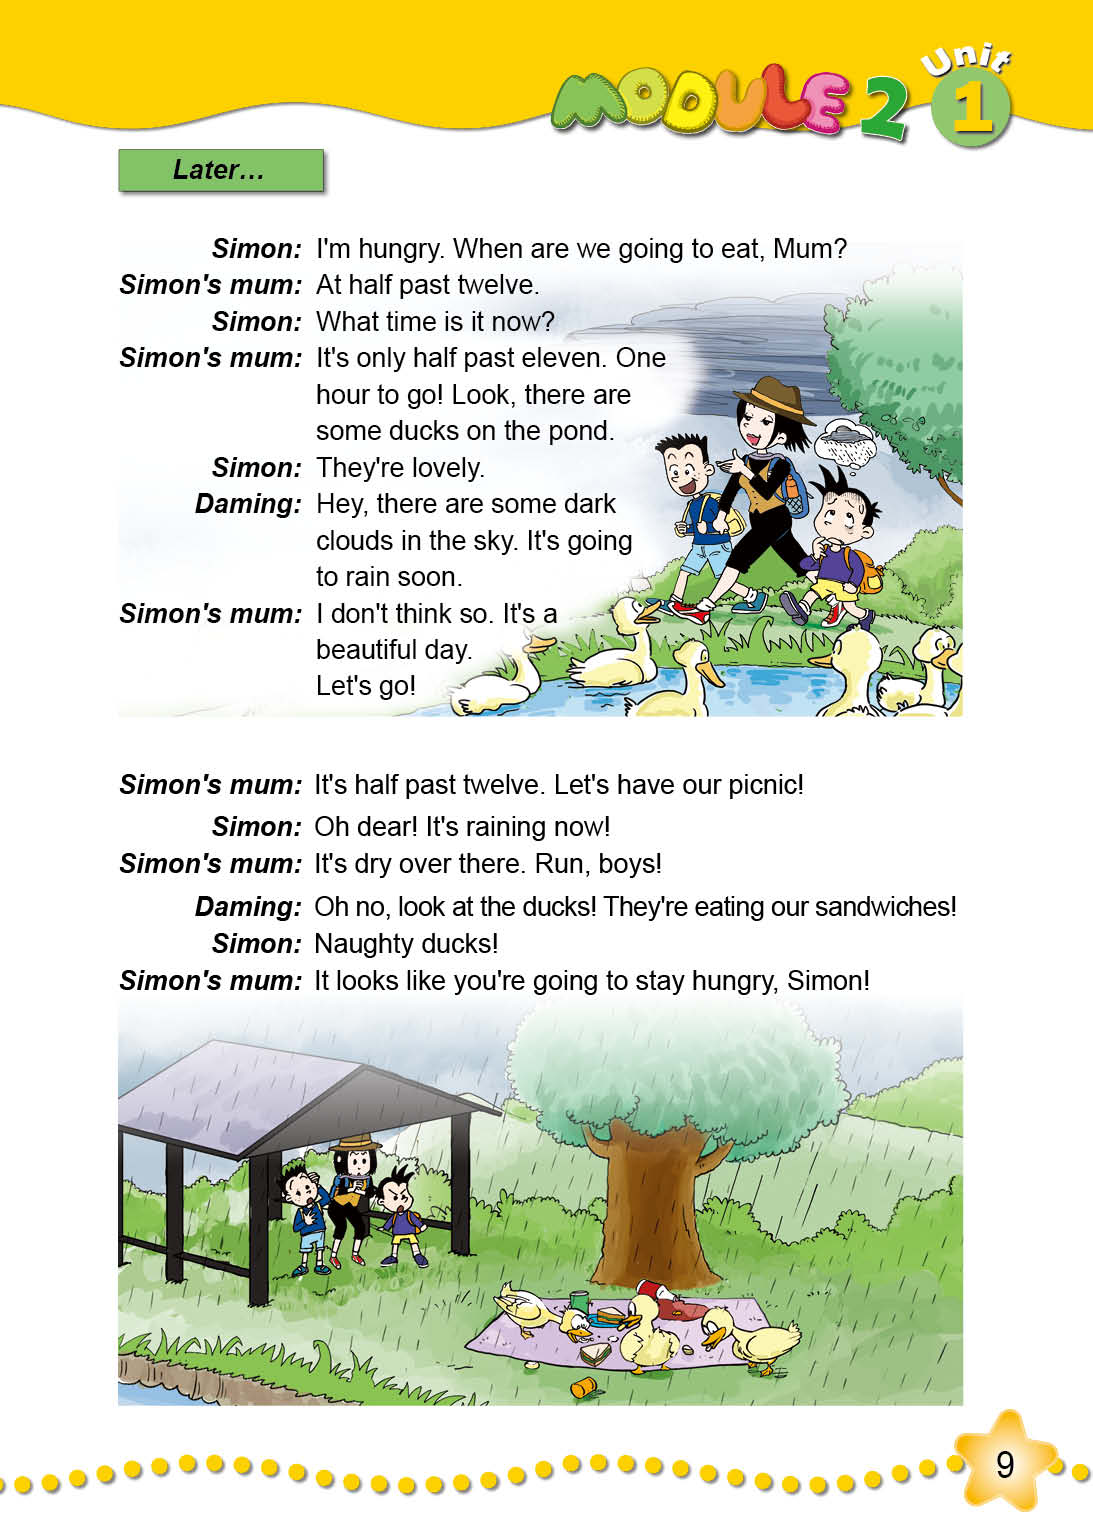 MODULE 2 Unit 1
Later...
Simon: I'm hungry. When are we going to eat, Mum?
Simon's mum: At half past twelve.
Simon: What time is it now?
Simon's mum: It's only half past eleven. One
hour to go! Look, there are
some ducks on the pond.
Simon: They're lovely.
Daming: Hey, there are some dark
clouds in the sky. It's going
to rain soon.
Simon's mum: I don't think so. It's a
beautiful day.
Let's go!
Simon's mum: It's half past twelve. Let's have our picnic!
Simon: Oh dear! It's raining now!
Simon's mum: It's dry over there. Run, boys!
Daming: Oh no, look at the ducks! They're eating our sandwiches!
Simon: Naughty ducks!
Simon's mum: It looks like you're going to stay hungry, Simon!
9